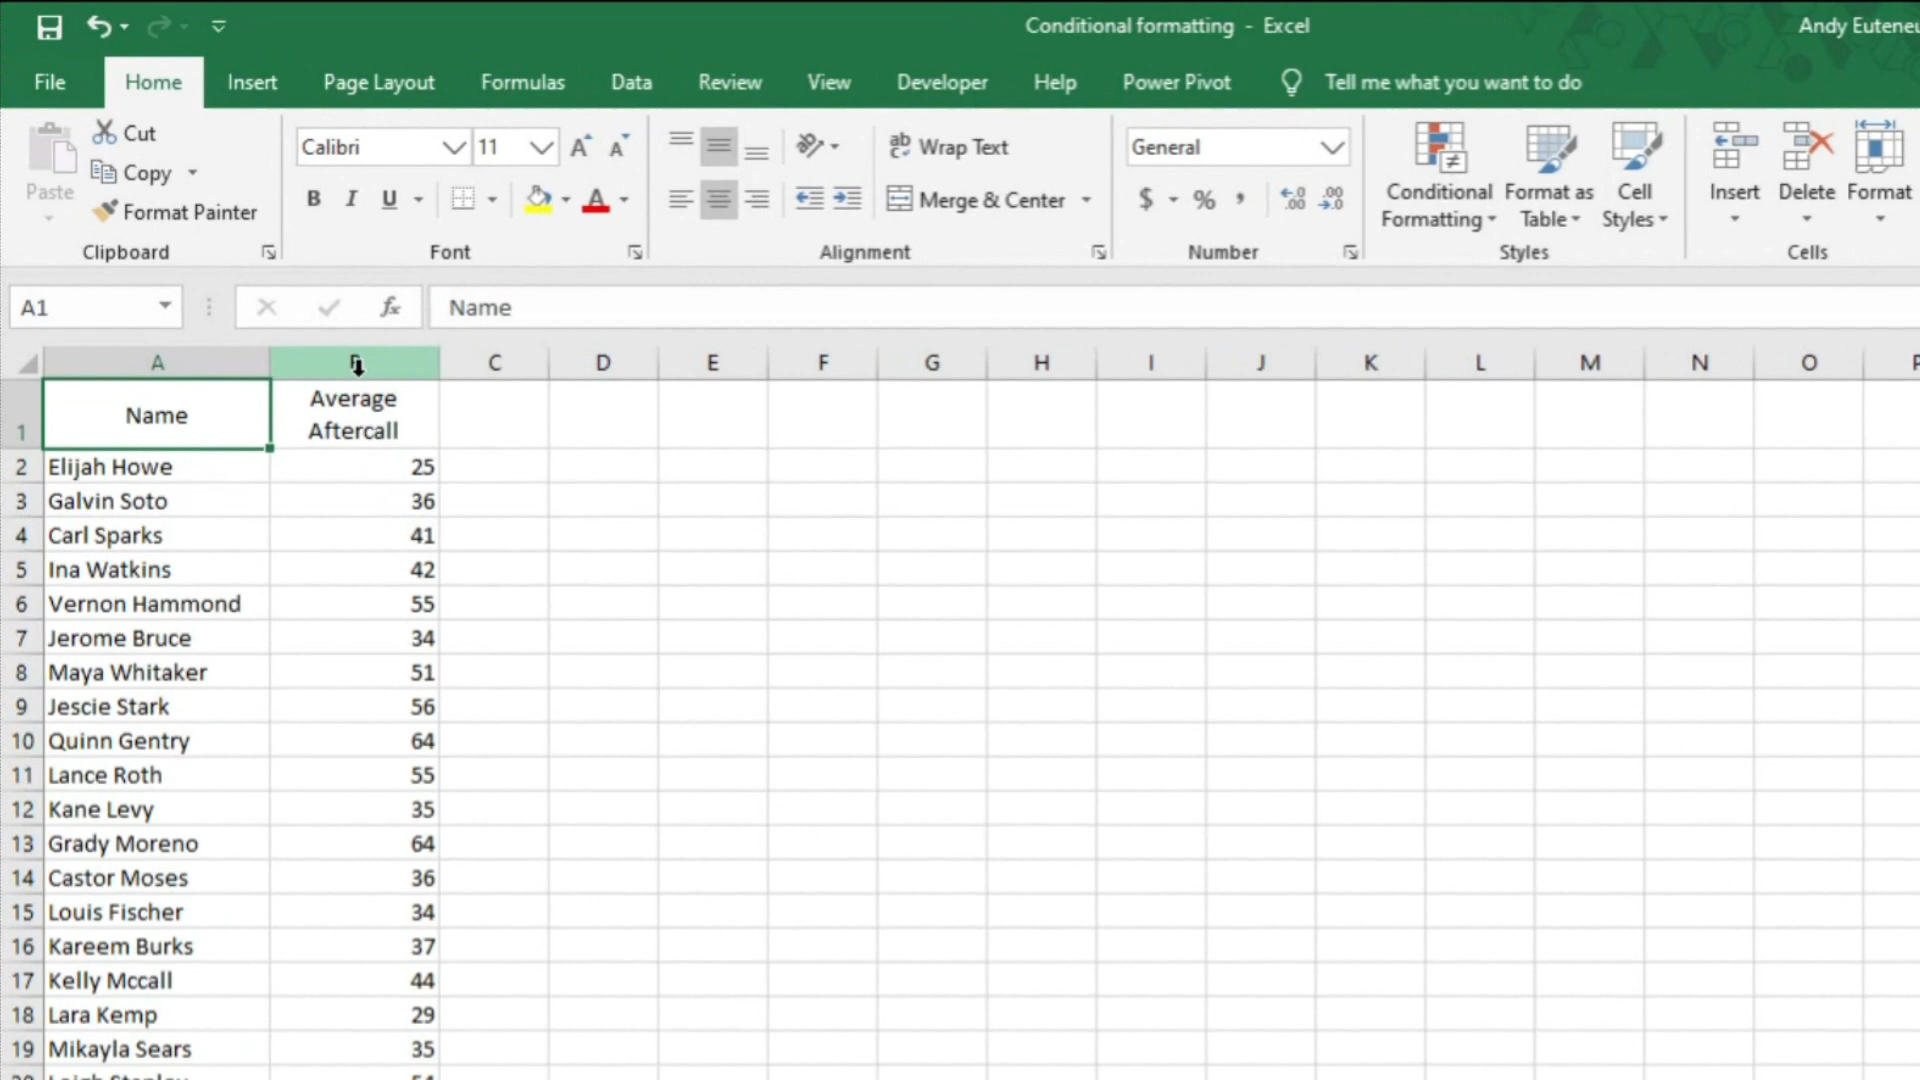 Conditional formatting - Excel
Andy Euteneu
File Home Insert Page Layout Formulas Data Review View Developer Help Power Pivot Tell me what you want to do
Paste
Cut
Copy
Format Painter
Clipboard
Calibri 11
B I U
Font
Wrap Text
Merge & Center
Alignment
General
$ % ,
Number
Conditional Formatting
Format as Table
Cell Styles
Styles
Insert Delete Format
Cells
A1 fx Name
A C D E F G H I J K L M N O
1 Name Average Aftercall
2 Elijah Howe 25
3 Galvin Soto 36
4 Carl Sparks 41
5 Ina Watkins 42
6 Vernon Hammond 55
7 Jerome Bruce 34
8 Maya Whitaker 51
9 Jescie Stark 56
10 Quinn Gentry 64
11 Lance Roth 55
12 Kane Levy 35
13 Grady Moreno 64
14 Castor Moses 36
15 Louis Fischer 34
16 Kareem Burks 37
17 Kelly Mccall 44
18 Lara Kemp 29
19 Mikayla Sears 35